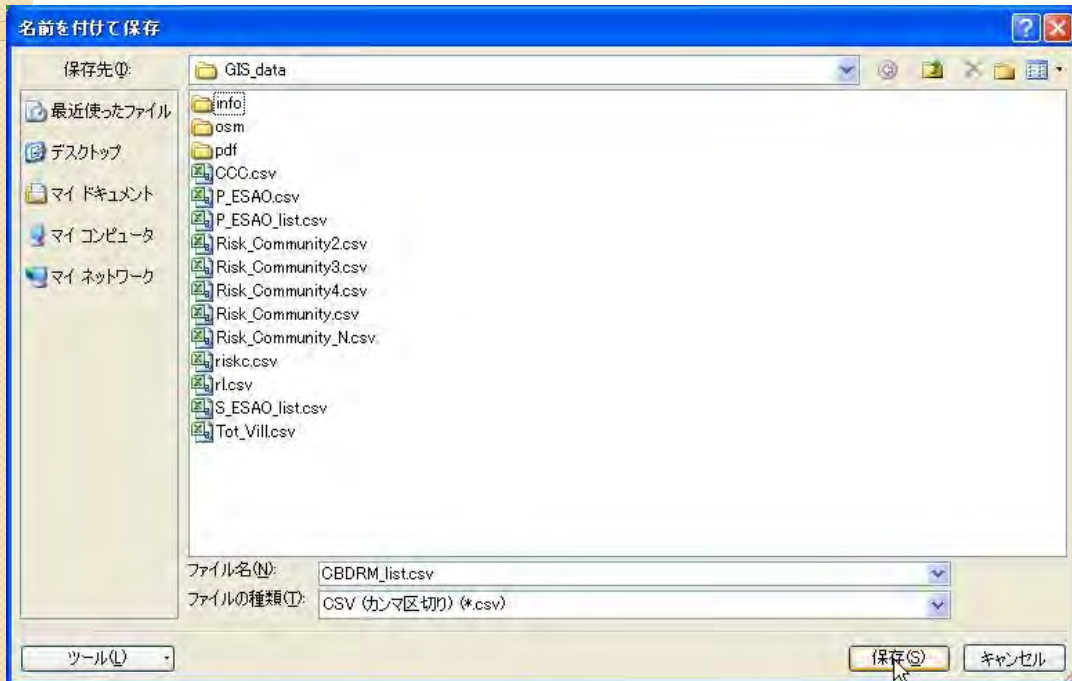 名前を付けて保存
保存先(I):
GIS_data
最近使ったファイル
デスクトップ
マイ ドキュメント
マイ コンピュータ
マイ ネットワーク
info
osm
pdf
CCC.csv
P_ESAO.csv
P_ESAO_list.csv
Risk_Community2.csv
Risk_Community3.csv
Risk_Community4.csv
Risk_Community.csv
Risk_Community_N.csv
riskc.csv
rl.csv
S_ESAO_list.csv
Tot_Vill.csv
ファイル名(N):
CBDRM_list.csv
ファイルの種類(T):
CSV (カンマ区切り) (*.csv)
ツール(L)
保存(S)
キャンセル